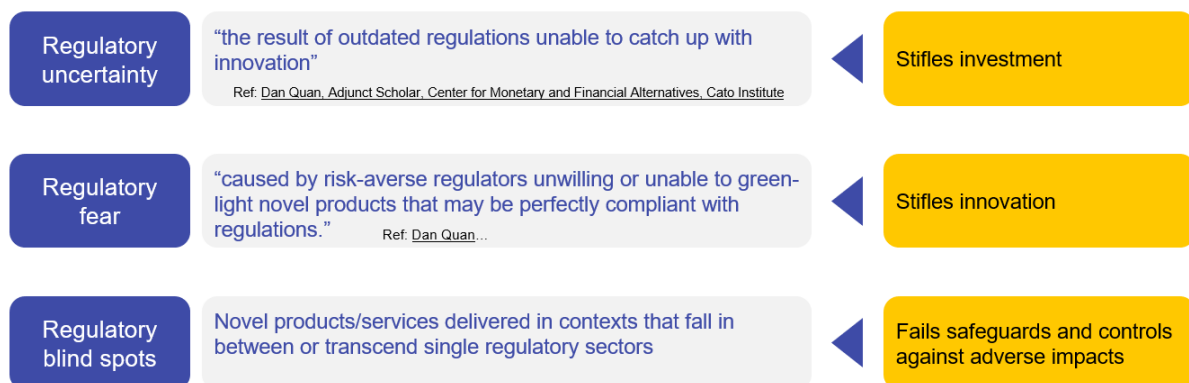 Regulatory
uncertainty
“the result of outdated regulations unable to catch up with
innovation”
Ref: Dan Quan, Adjunct Scholar, Center for Monetary and Financial Alternatives, Cato Institute
Stifles investment
Regulatory
fear
“caused by risk-averse regulators unwilling or unable to green-
light novel products that may be perfectly compliant with
regulations.”
Ref: Dan Quan…
Stifles innovation
Regulatory
blind spots
Novel products/services delivered in contexts that fall in
between or transcend single regulatory sectors
Fails safeguards and controls
against adverse impacts